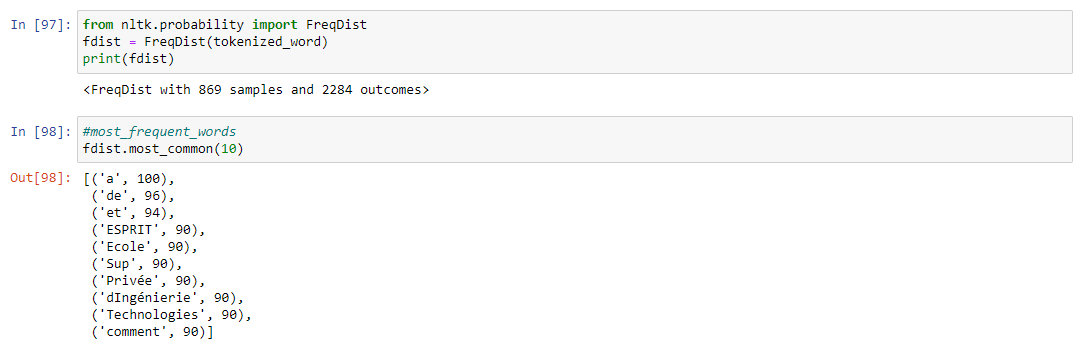 In [97]: from nltk.probability import FreqDist
fdist = FreqDist(tokenized_word)
print(fdist)
<FreqDist with 869 samples and 2284 outcomes>
In [98]: #most_frequent_words
fdist.most_common(10)
Out[98]: [('a', 100),
('de', 96),
('et', 94),
('ESPRIT', 90),
('Ecole', 90),
('Sup', 90),
('Privée', 90),
('dIngénierie', 90),
('Technologies', 90),
('comment', 90)]